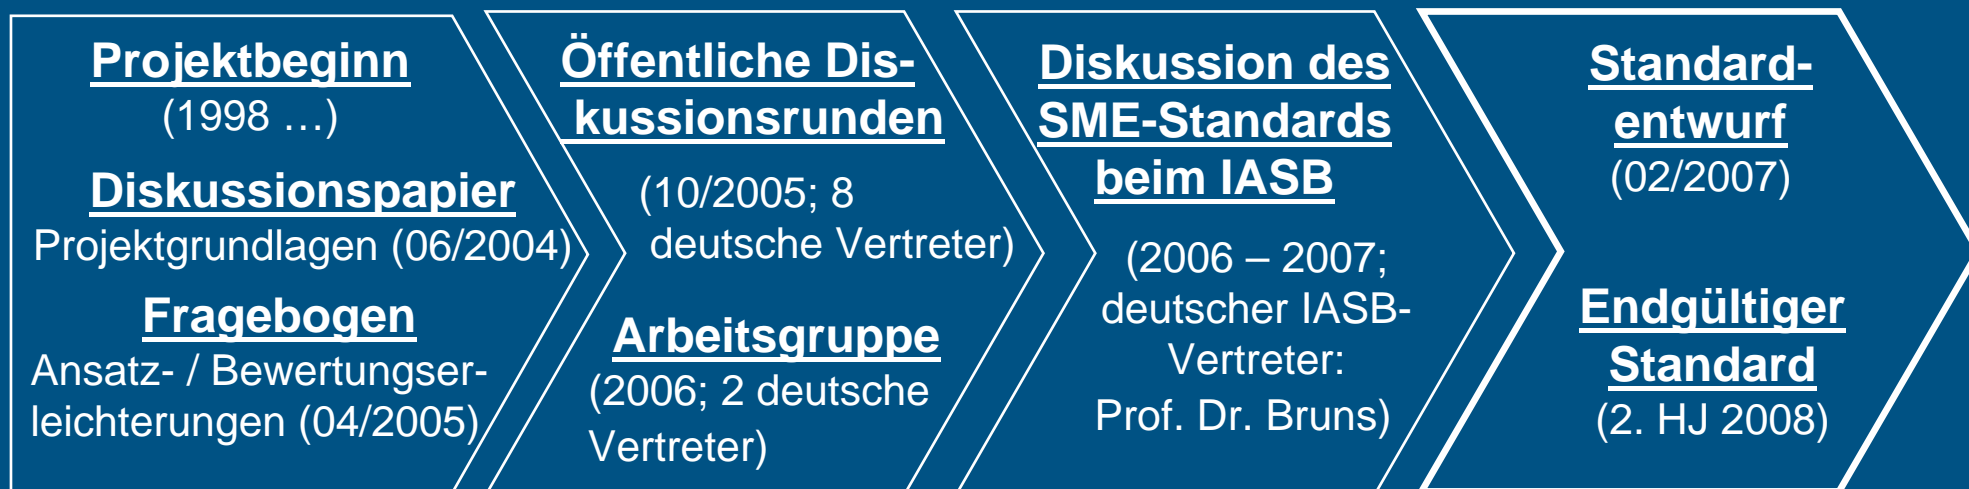 Projektbeginn
(1998 …)
Diskussionspapier
Projektgrundlagen (06/2004)
Fragebogen
Ansatz- / Bewertungser-
leichterungen (04/2005)
Öffentliche Dis-
kussionsrunden
(10/2005; 8
deutsche Vertreter)
Arbeitsgruppe
(2006; 2 deutsche
Vertreter)
Diskussion des
SME-Standards
beim IASB
(2006 – 2007;
deutscher IASB-
Vertreter:
Prof. Dr. Bruns)
Standard-
entwurf
(02/2007)
Endgültiger
Standard
(2. HJ 2008)